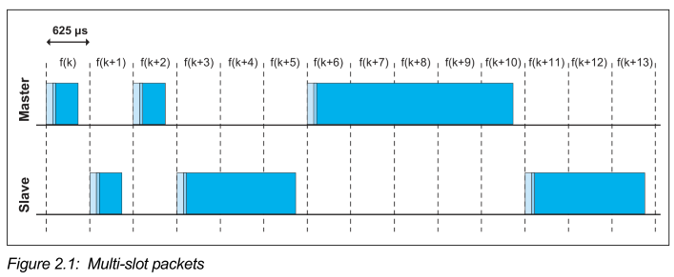 625 µs
f(k) f(k+1) f(k+2) f(k+3) f(k+4) f(k+5) f(k+6) f(k+7) f(k+8) f(k+9) f(k+10) f(k+11) f(k+12) f(k+13)
Master
Slave
Figure 2.1: Multi-slot packets